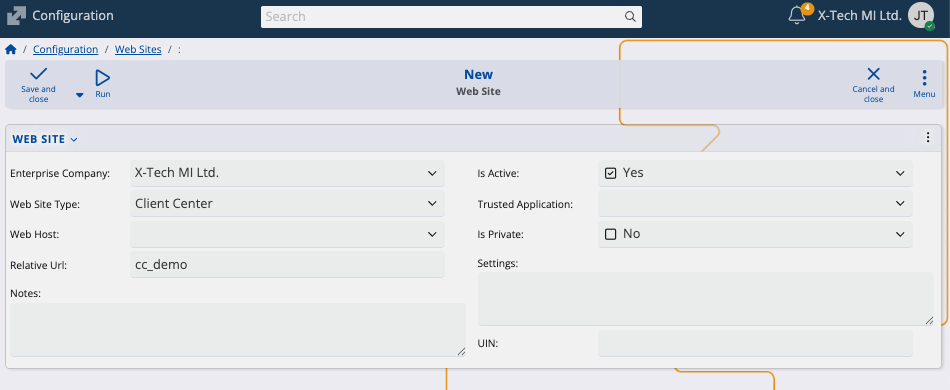 Configuration
Search
4
X-Tech MI Ltd.
JT
/ Configuration / Web Sites / :
Save and close
Run
New
Web Site
Cancel and close
Menu
WEB SITE
Enterprise Company:
X-Tech MI Ltd.
Is Active:
Yes
Web Site Type:
Client Center
Trusted Application:
Web Host:
Is Private:
No
Relative Url:
cc_demo
Settings:
Notes:
UIN: